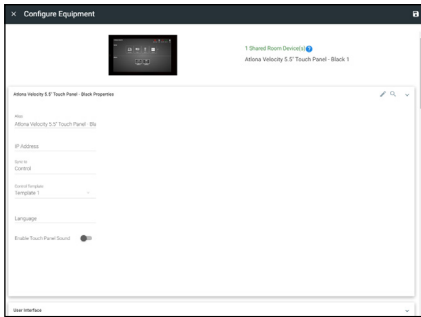 × Configure Equipment
1 Shared Room Device(s) ?
Atlona Velocity 5.5" Touch Panel - Black 1
Atlona Velocity 5.5" Touch Panel - Black Properties
Alias
Atlona Velocity 5.5" Touch Panel - Bla
IP Address
Sync to
Control
Control Template
Template 1
Language
Enable Touch Panel Sound
User Interface